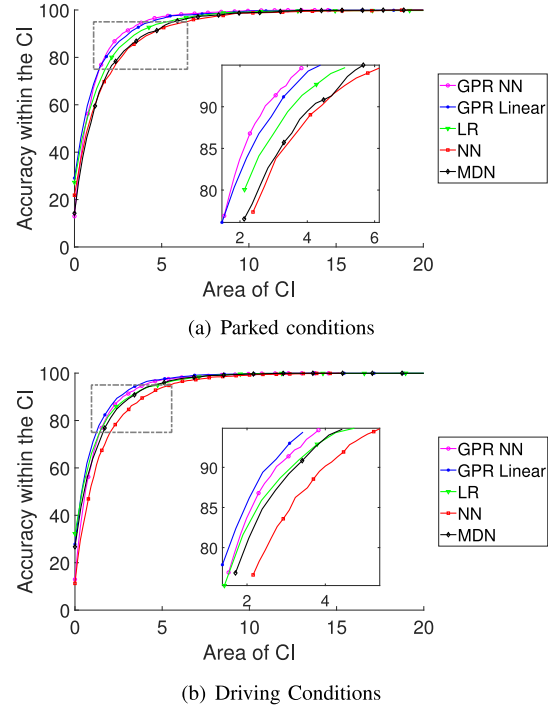 100
80
60
40
20
0
Accuracy within the CI
90
85
80
2
4
6
0
5
10
15
20
Area of CI
GPR NN
GPR Linear
LR
NN
MDN
(a) Parked conditions
100
80
60
40
20
0
Accuracy within the CI
90
85
80
2
4
0
5
10
15
20
Area of CI
GPR NN
GPR Linear
LR
NN
MDN
(b) Driving Conditions